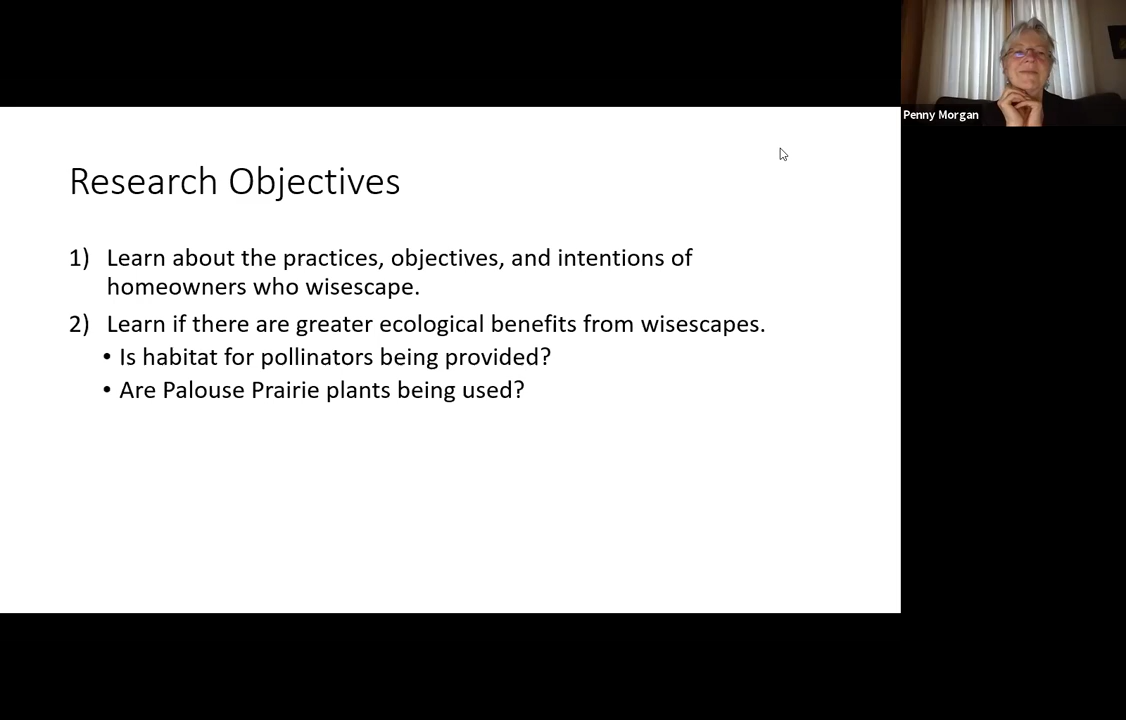 Penny Morgan
Research Objectives
1) Learn about the practices, objectives, and intentions of
homeowners who wisescape.
2) Learn if there are greater ecological benefits from wisescapes.
• Is habitat for pollinators being provided?
• Are Palouse Prairie plants being used?